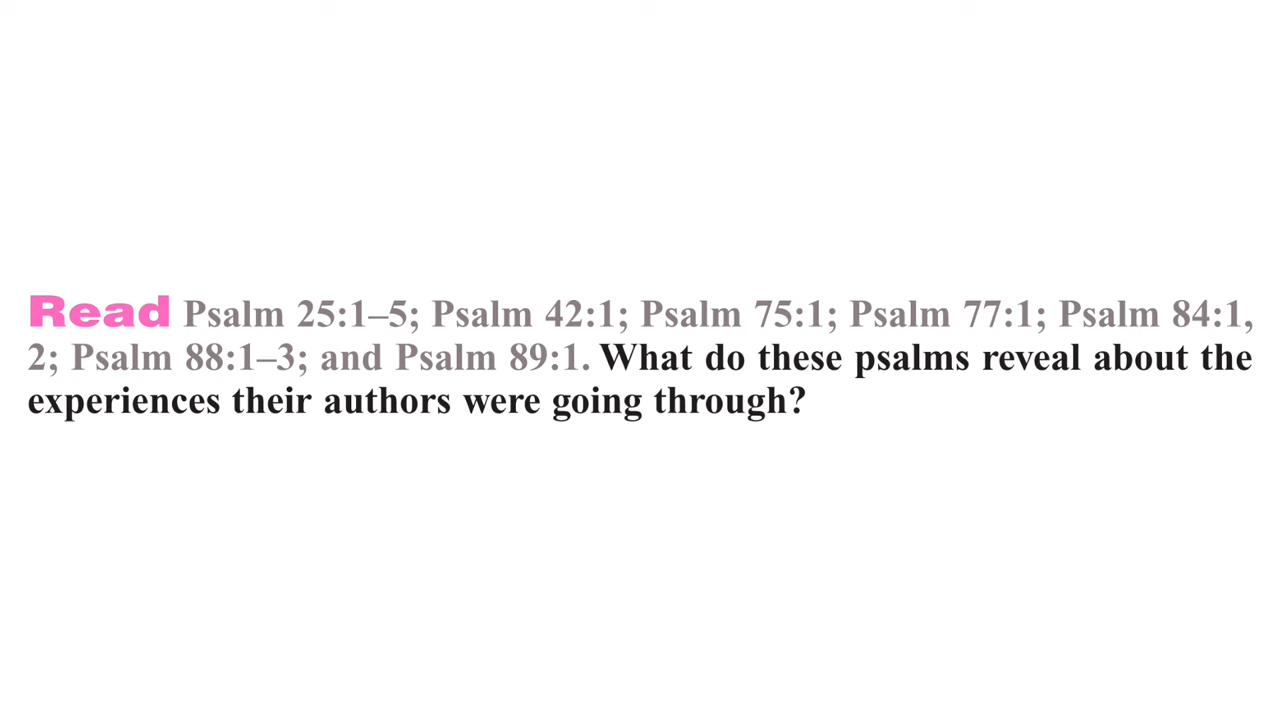 Read Psalm 25:1–5; Psalm 42:1; Psalm 75:1; Psalm 77:1; Psalm 84:1,
2; Psalm 88:1–3; and Psalm 89:1. What do these psalms reveal about the
experiences their authors were going through?